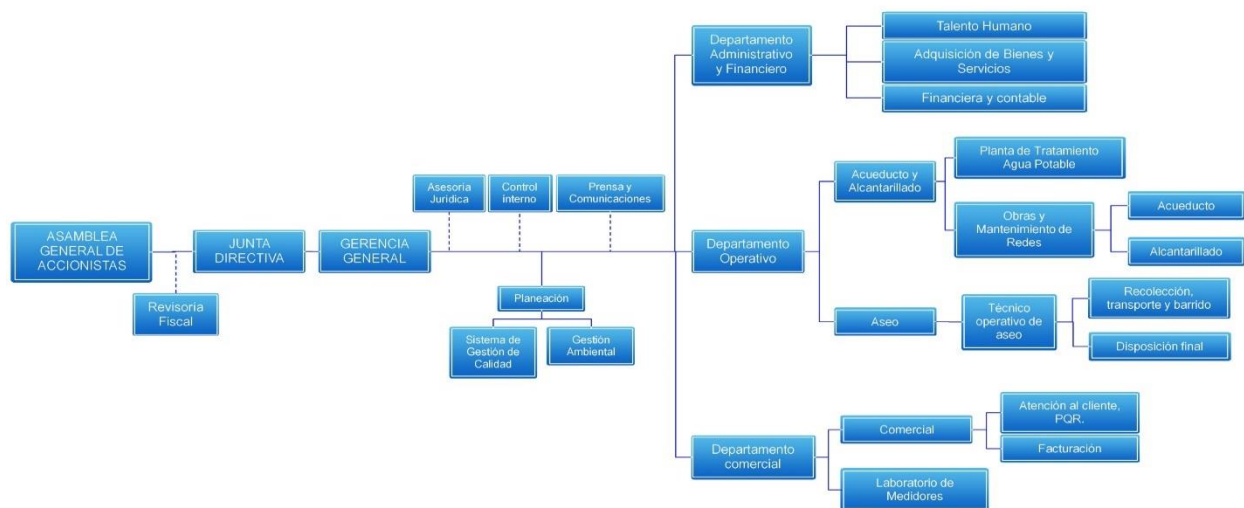 ASAMBLEA
GENERAL DE
ACCIONISTAS
Revisoria
Fiscal
JUNTA
DIRECTIVA
GERENCIA
GENERAL
Asesoría
Jurídica
Control
interno
Prensa y
Comunicaciones
Planeación
Sistema de
Gestión de
Calidad
Gestión
Ambiental
Departamento
Administrativo
y Financiero
Talento Humano
Adquisición de Bienes y
Servicios
Financiera y contable
Departamento
Operativo
Acueducto y
Alcantarillado
Planta de Tratamiento
Agua Potable
Obras y
Mantenimiento de
Redes
Acueducto
Alcantarillado
Aseo
Técnico
operativo de
aseo
Recolección,
transporte y barrido
Disposición final
Departamento
comercial
Comercial
Atención al cliente,
PQR.
Facturación
Laboratorio de
Medidores